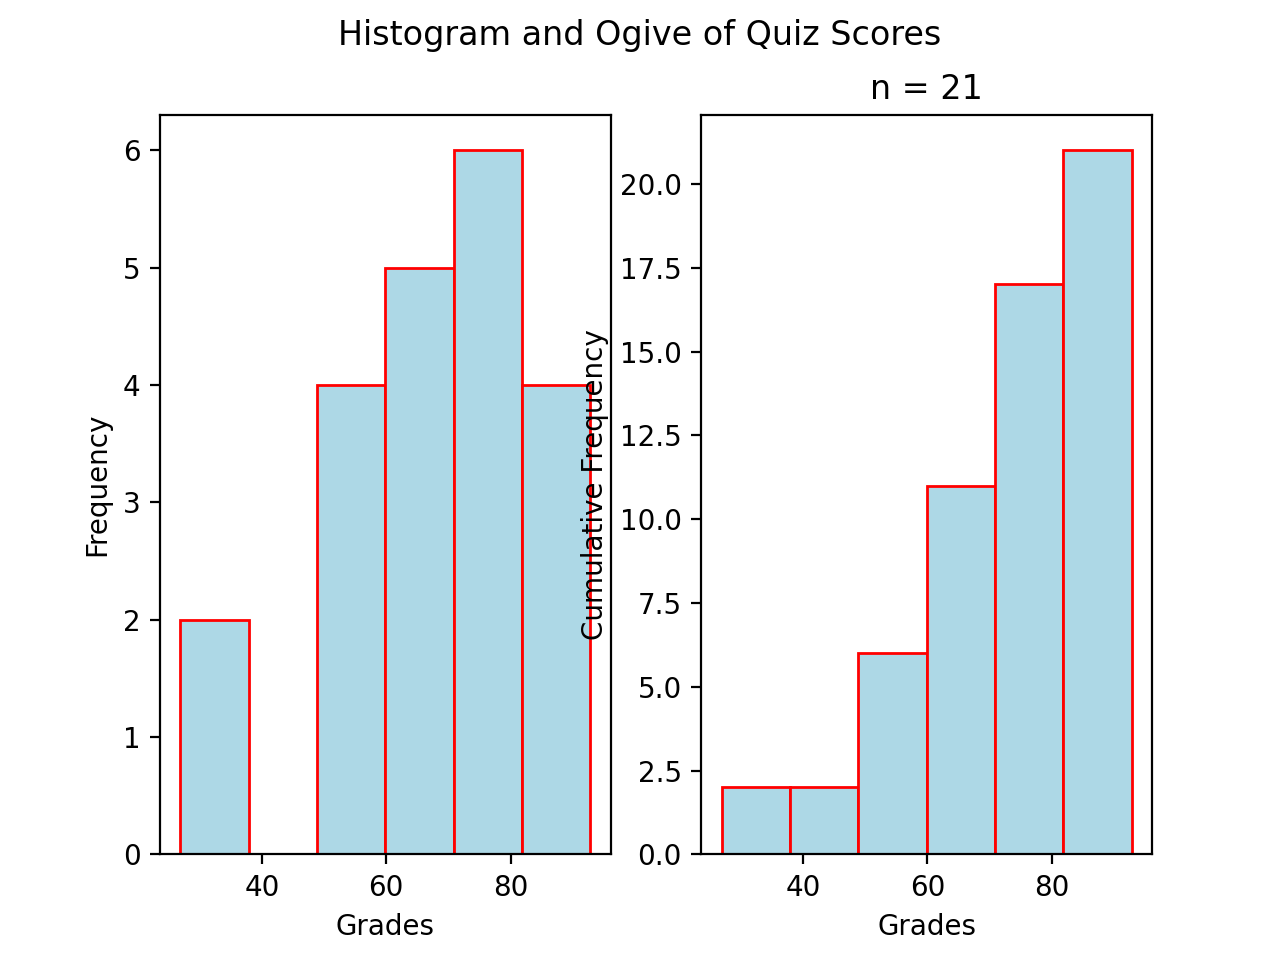 Histogram and Ogive of Quiz Scores
6
5
4
3
2
1
0
Frequency
40 60 80
Grades
n = 21
20.0
17.5
15.0
12.5
10.0
7.5
5.0
2.5
0.0
Cumulative Frequency
40 60 80
Grades